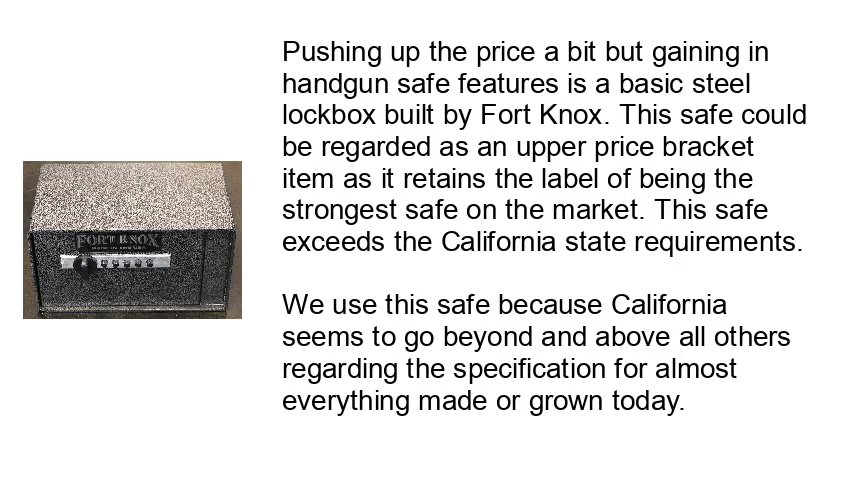 Pushing up the price a bit but gaining in
handgun safe features is a basic steel
lockbox built by Fort Knox. This safe could
be regarded as an upper price bracket
item as it retains the label of being the
strongest safe on the market. This safe
exceeds the California state requirements.
We use this safe because California
seems to go beyond and above all others
regarding the specification for almost
everything made or grown today.
FORT KNOX